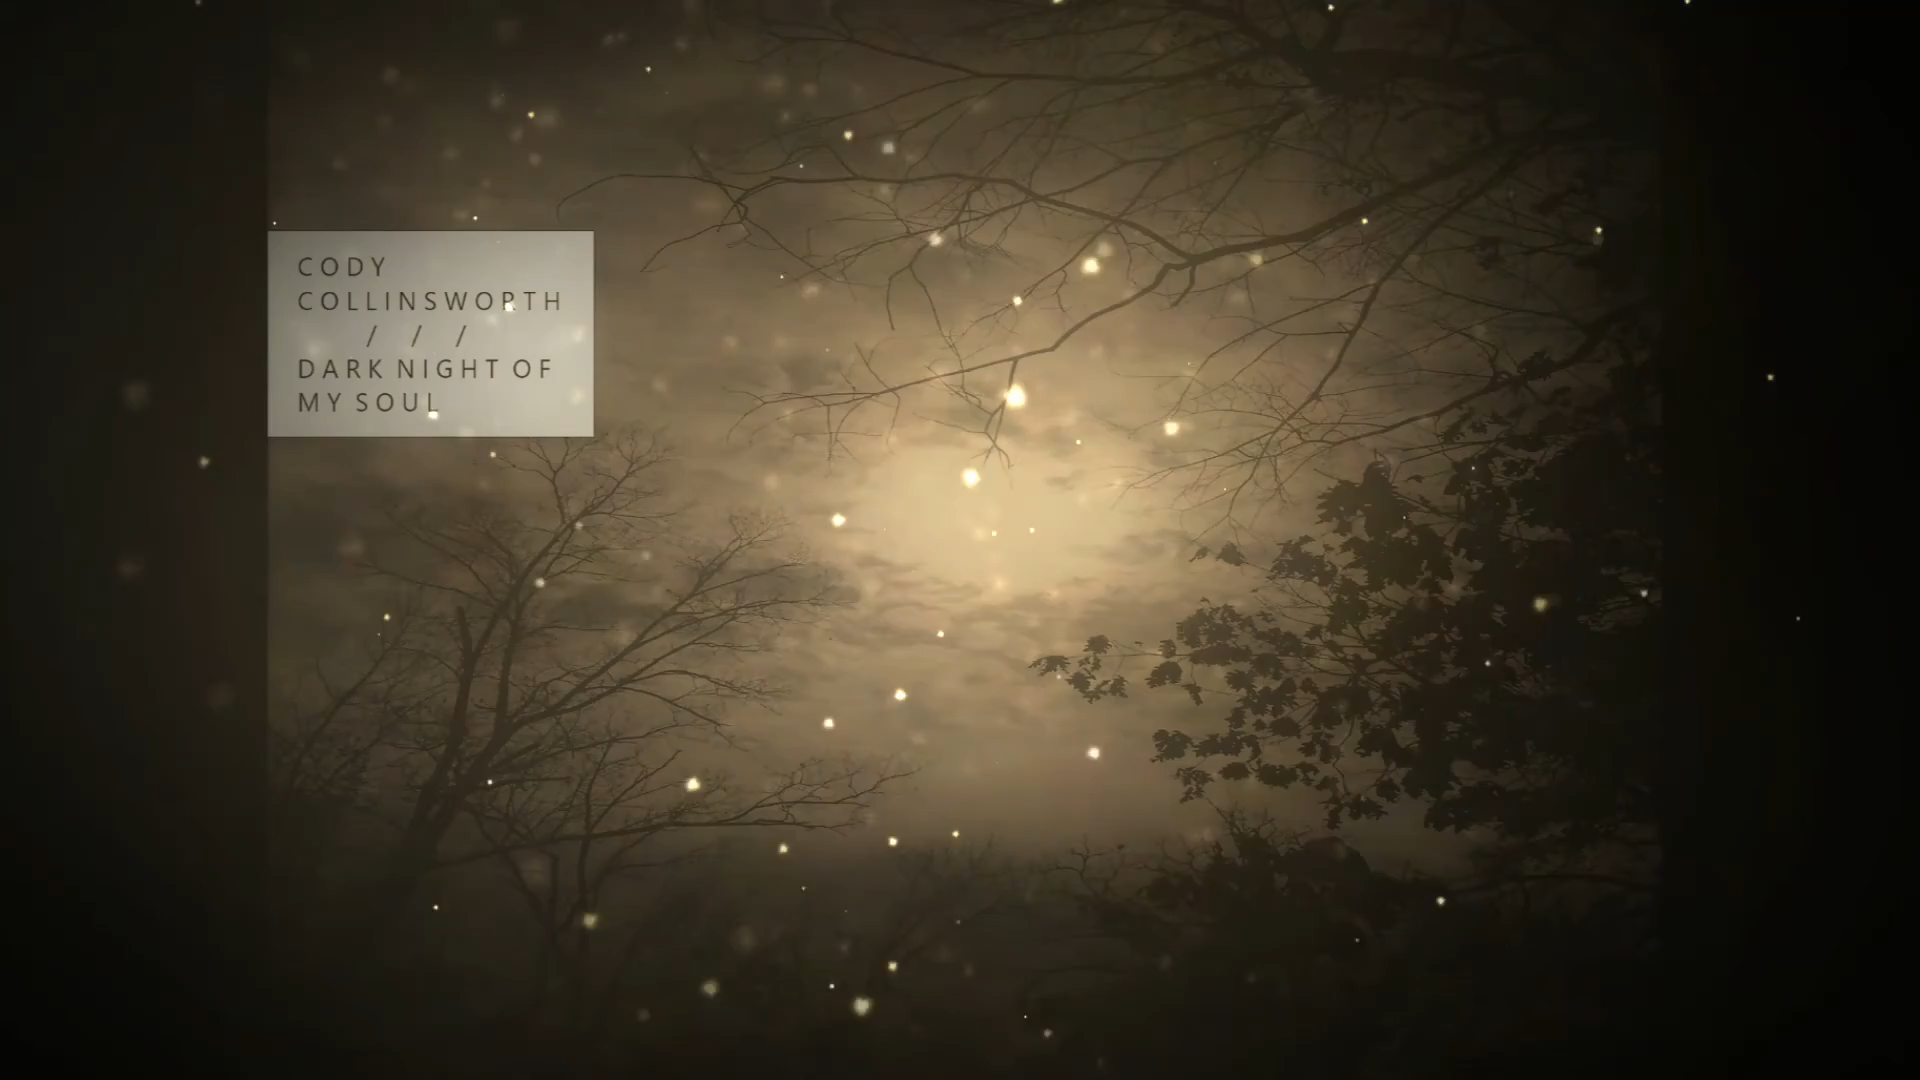 CODY
COLLINSWORTH
/ / /
DARK NIGHT OF
MY SOUL